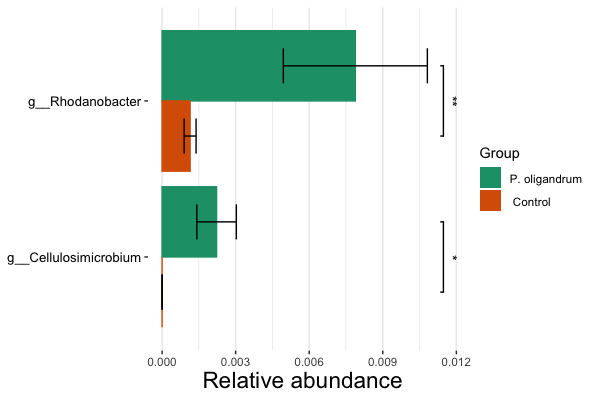 g__Rhodanobacter
**
Group
P. oligandrum
Control
g__Cellulosimicrobium
*
0.000 0.003 0.006 0.009 0.012
Relative abundance